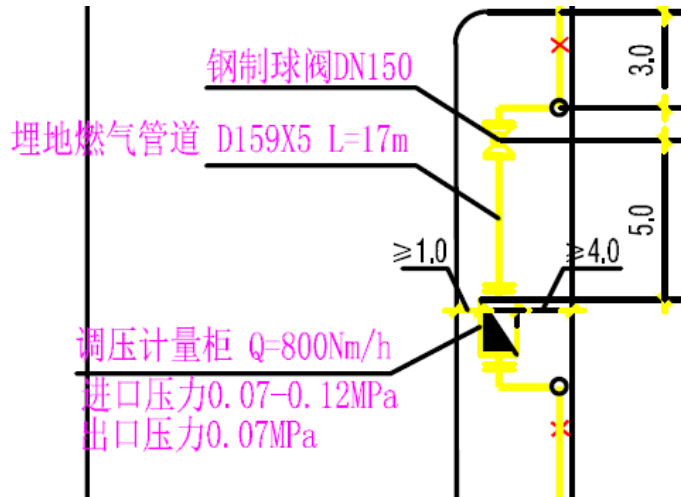 3.0
钢制球阀DN150
埋地燃气管道 D159X5 L=17m
5.0
≥1.0
≥4.0
调压计量柜 Q=800Nm/h
进口压力0.07-0.12MPa
出口压力0.07MPa